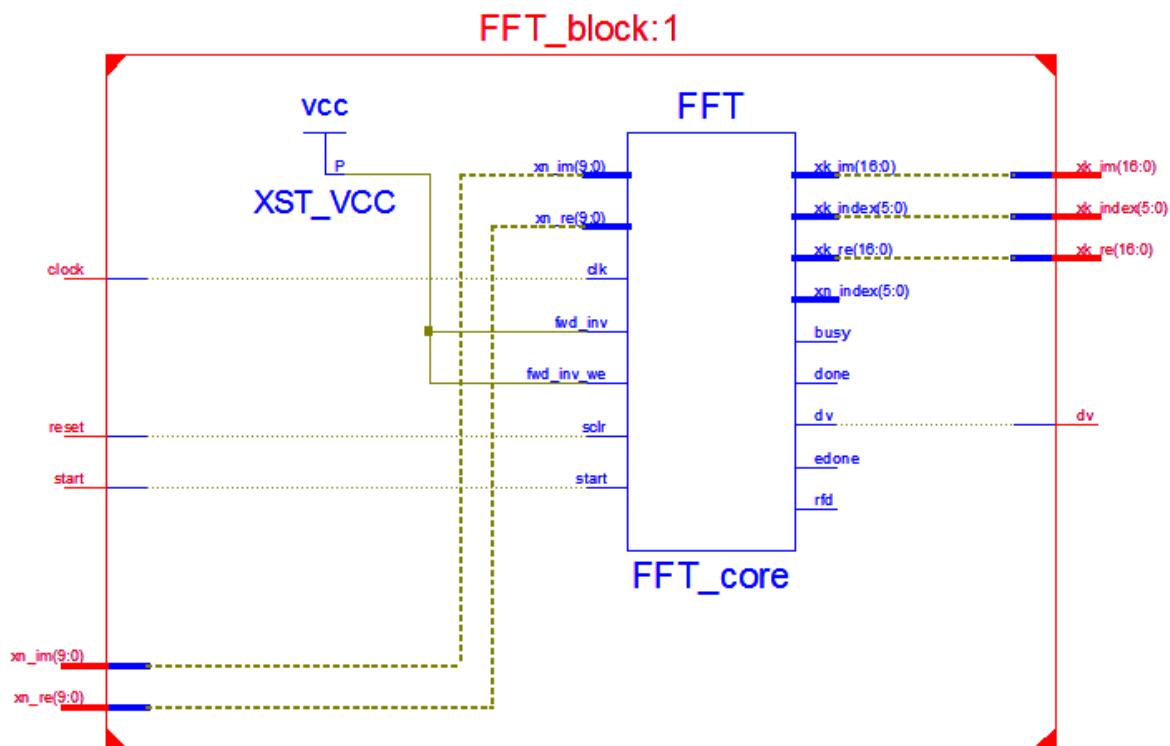 FFT_block:1
vcc
P
XST_VCC
FFT
xn_im(9:0)
xn_re(9:0)
clk
fwd_inv
fwd_inv_we
sclr
start
xk_im(16:0)
xk_index(5:0)
xk_re(16:0)
xn_index(5:0)
busy
done
dv
edone
rfd
FFT_core
clock
reset
start
xn_im(9:0)
xn_re(9:0)
xk_im(16:0)
xk_index(5:0)
xk_re(16:0)
dv